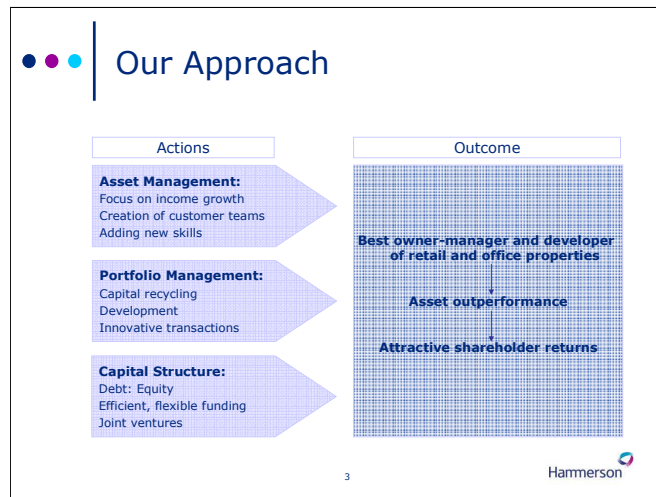 Our Approach
Actions
Asset Management:
Focus on income growth
Creation of customer teams
Adding new skills
Portfolio Management:
Capital recycling
Development
Innovative transactions
Capital Structure:
Debt: Equity
Efficient, flexible funding
Joint ventures
Outcome
Best owner-manager and developer
of retail and office properties
Asset outperformance
Attractive shareholder returns
3
Hammerson